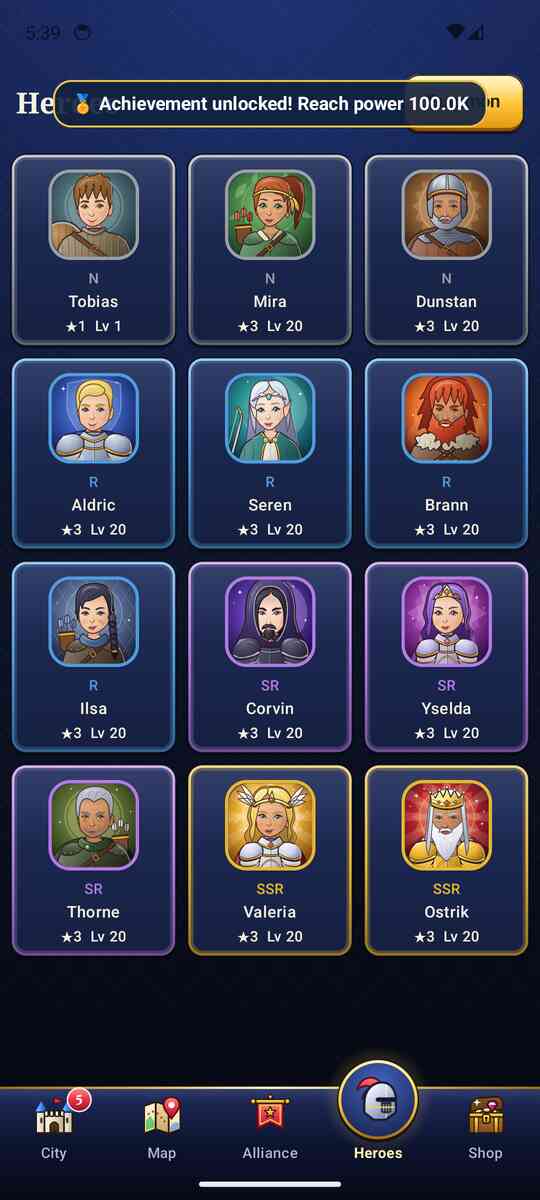 5:39
Achievement unlocked! Reach power 100.0K
N
Tobias
★1 Lv 1
N
Mira
★3 Lv 20
N
Dunstan
★3 Lv 20
R
Aldric
★3 Lv 20
R
Seren
★3 Lv 20
R
Brann
★3 Lv 20
R
Ilsa
★3 Lv 20
SR
Corvin
★3 Lv 20
SR
Yselda
★3 Lv 20
SR
Thorne
★3 Lv 20
SSR
Valeria
★3 Lv 20
SSR
Ostrik
★3 Lv 20
5
City
Map
Alliance
Heroes
Shop